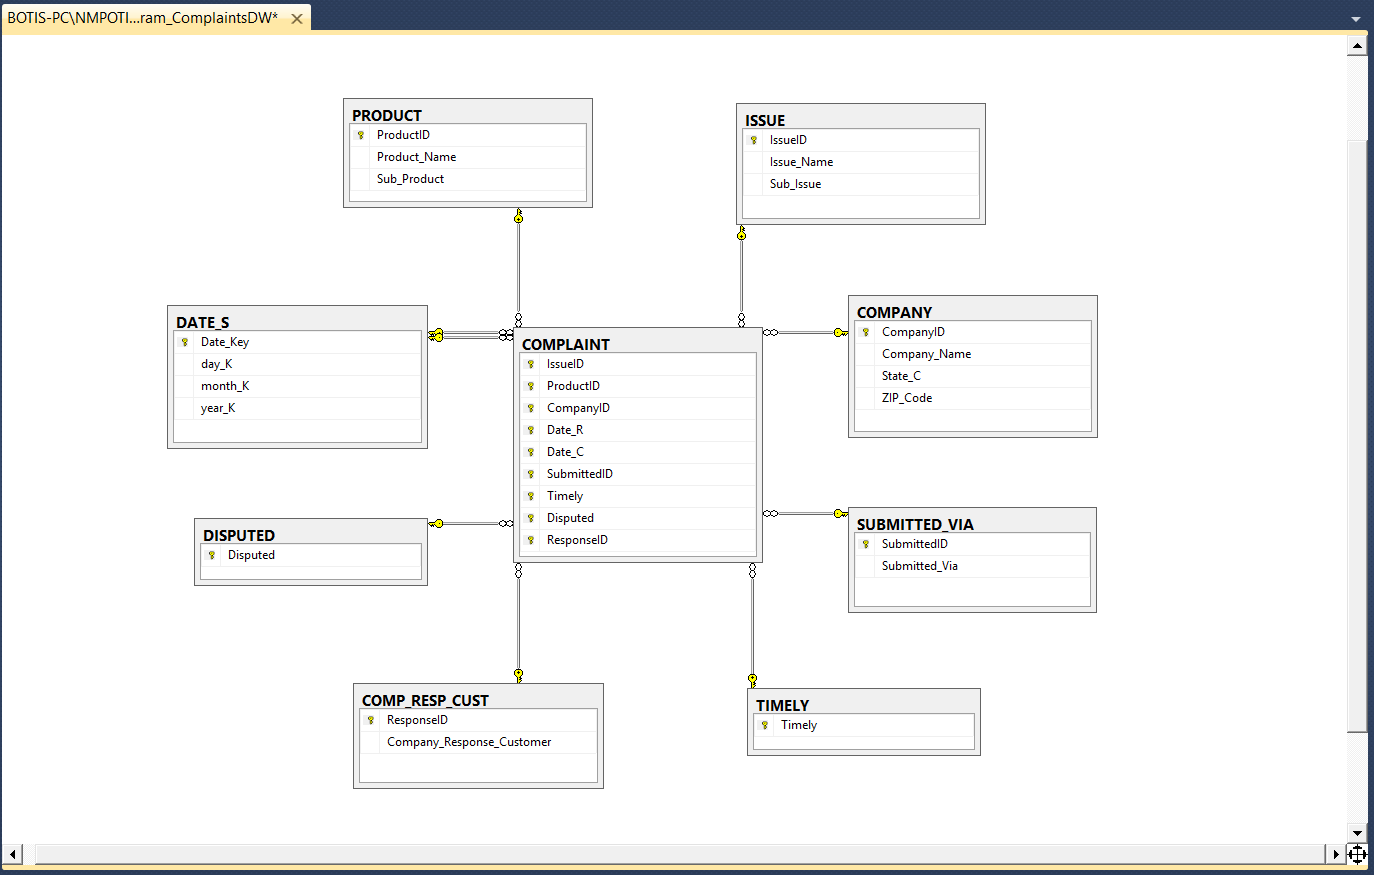 BOTIS-PC\NMPOTI...ram_ComplaintsDW*
PRODUCT
ProductID
Product_Name
Sub_Product
ISSUE
IssueID
Issue_Name
Sub_Issue
DATE_S
Date_Key
day_K
month_K
year_K
COMPLAINT
IssueID
ProductID
CompanyID
Date_R
Date_C
SubmittedID
Timely
Disputed
ResponseID
COMPANY
CompanyID
Company_Name
State_C
ZIP_Code
DISPUTED
Disputed
SUBMITTED_VIA
SubmittedID
Submitted_Via
COMP_RESP_CUST
ResponseID
Company_Response_Customer
TIMELY
Timely